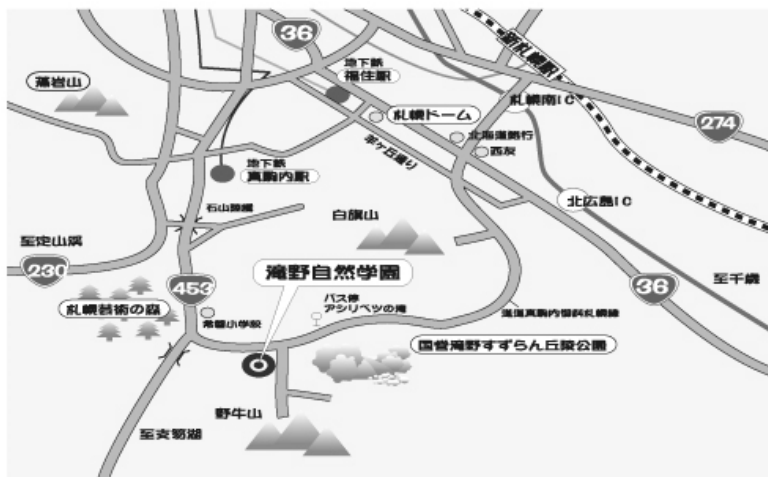 36
新札幌駅
地下鉄
福住駅
藻岩山
札幌ドーム
札幌南IC
274
北海道銀行
西友
羊ヶ丘通り
地下鉄
真駒内駅
石山陸橋
白旗山
北広島IC
至定山渓
230
滝野自然学園
453
至千歳
36
札幌芸術の森
常盤小学校
バス停
アシリベツの滝
道道真駒内御料札幌線
国営滝野すずらん丘陵公園
野牛山
至支笏湖